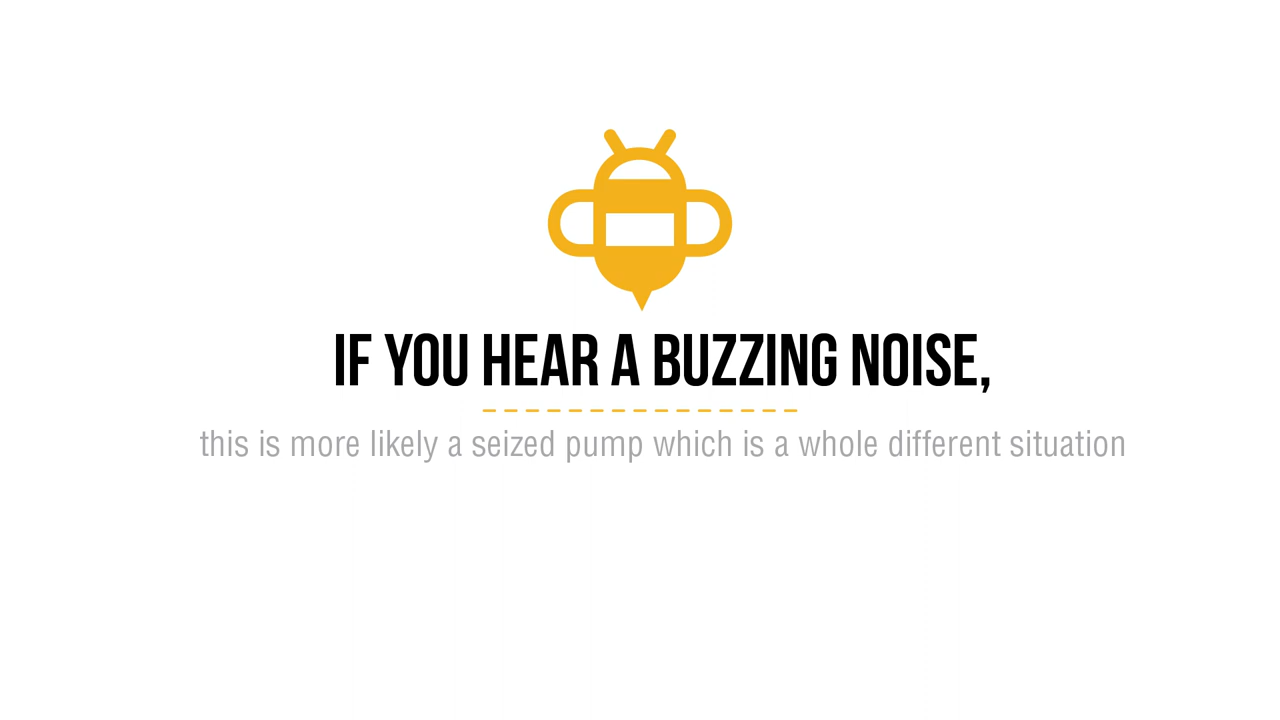 IF YOU HEAR A BUZZING NOISE,
this is more likely a seized pump which is a whole different situation